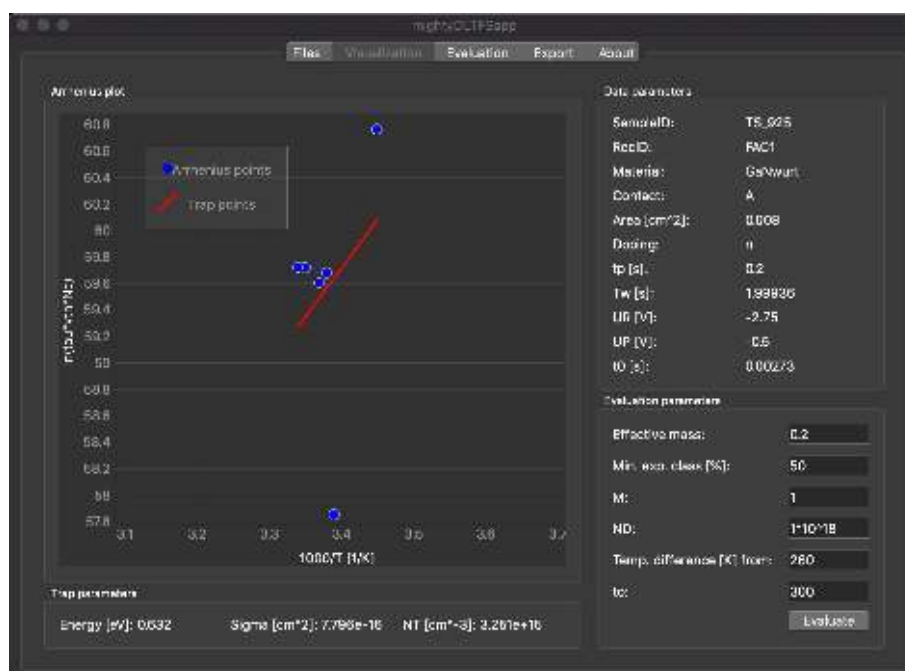 mightyDLTFSapp
Files Visualisation Evaluation Export About
Arrhenius plot
60.8
60.6
60.4
60.2
60
59.8
59.6
59.4
59.2
59
58.8
58.6
58.4
58.2
58
57.8
Arrhenius points
Trap points
3.1 3.2 3.3 3.4 3.5 3.6 3.7
1000/T [1/K]
Trap parameters
Energy [eV]: 0.632 Sigma [cm^2]: 7.796e-16 NT [cm^-3]: 3.261e+16
Data parameters
SampleID: TS_925
RecID: FAC1
Material: GaNwurt
Contact: A
Area [cm^2]: 0.008
Doping: n
tp [s]: 0.2
Tw [s]: 1.99936
UR [V]: -2.75
UP [V]: -0.5
t0 [s]: 0.00273
Evaluation parameters
Effective mass: 0.2
Min. exp. class [%]: 50
M: 1
ND: 1*10^18
Temp. difference [K] from: 280
to: 300
Evaluate